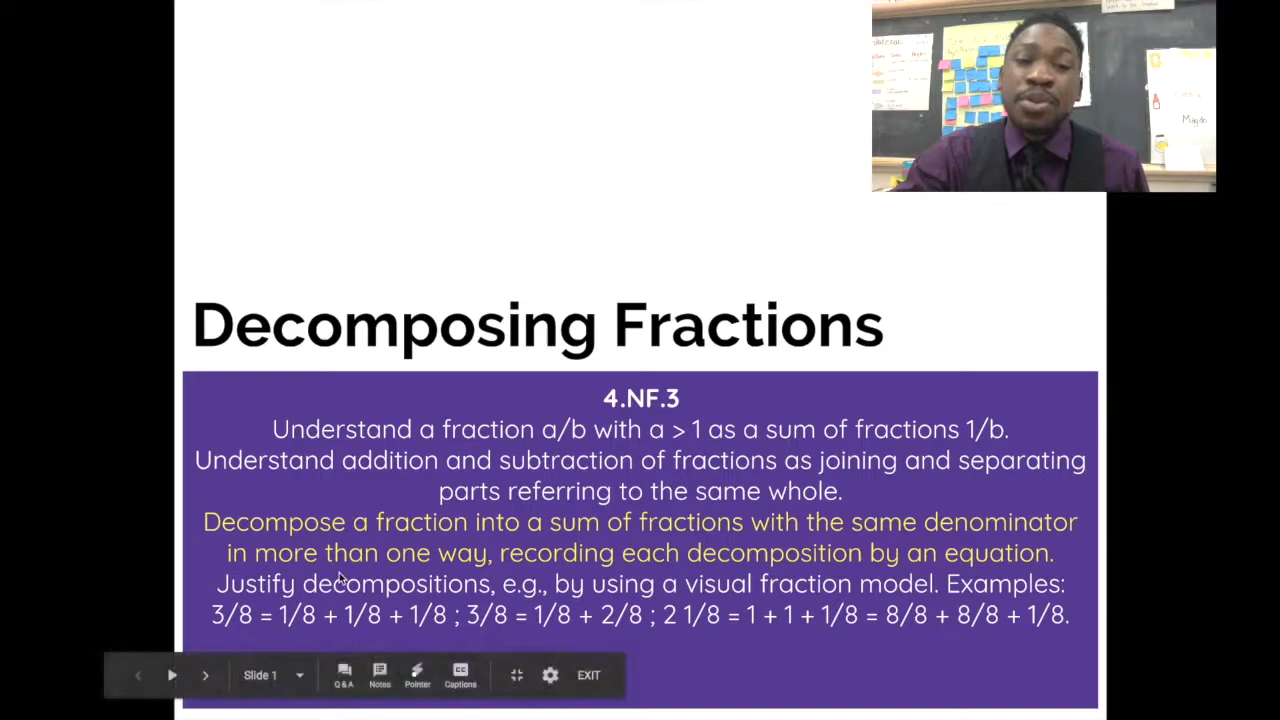 Magdo
Decomposing Fractions
4.NF.3
Understand a fraction a/b with a > 1 as a sum of fractions 1/b.
Understand addition and subtraction of fractions as joining and separating
parts referring to the same whole.
Decompose a fraction into a sum of fractions with the same denominator
in more than one way, recording each decomposition by an equation.
Justify decompositions, e.g., by using a visual fraction model. Examples:
3/8 = 1/8 + 1/8 + 1/8 ; 3/8 = 1/8 + 2/8 ; 2 1/8 = 1 + 1 + 1/8 = 8/8 + 8/8 + 1/8.
Slide 1
Q & A
Notes
Pointer
CC
Captions
EXIT